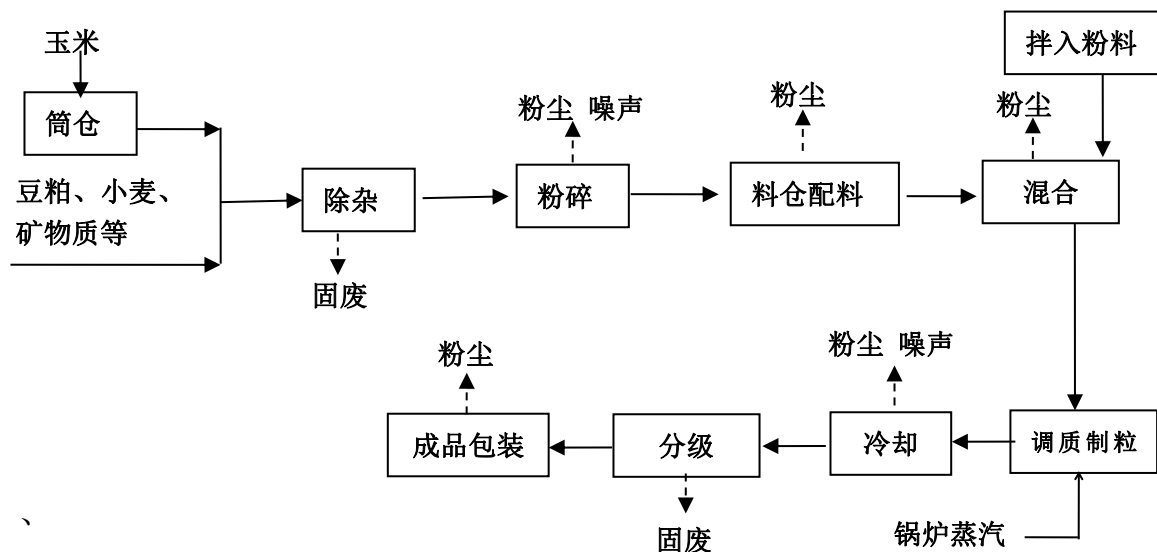 玉米
拌入粉料
筒仓
粉尘 噪声
粉尘
粉尘
豆粕、小麦、
矿物质等
除杂
粉碎
料仓配料
混合
固废
粉尘
粉尘 噪声
成品包装
分级
冷却
调质制粒
固废
锅炉蒸汽
、